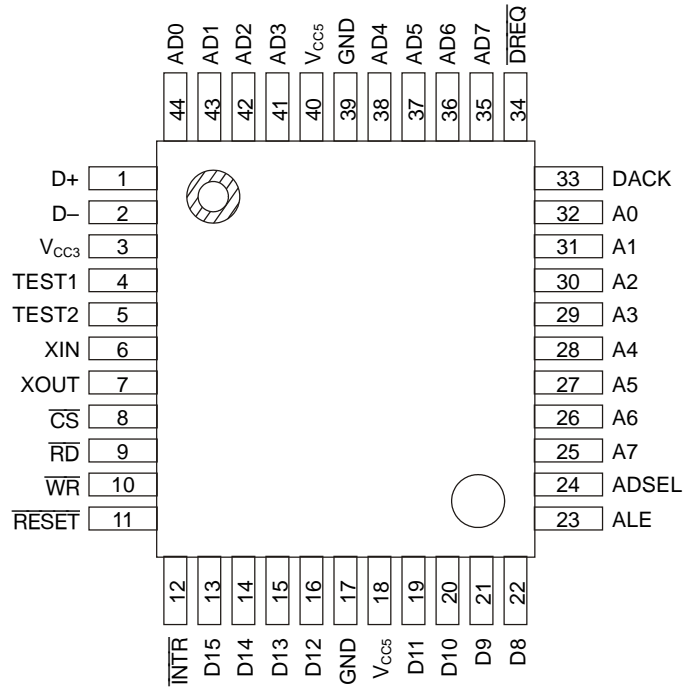 AD0 AD1 AD2 AD3 VCC5 GND AD4 AD5 AD6 AD7 DREQ
44 43 42 41 40 39 38 37 36 35 34
D+ 1 33 DACK
D– 2 32 A0
VCC3 3 31 A1
TEST1 4 30 A2
TEST2 5 29 A3
XIN 6 28 A4
XOUT 7 27 A5
CS 8 26 A6
RD 9 25 A7
WR 10 24 ADSEL
RESET 11 23 ALE
12 13 14 15 16 17 18 19 20 21 22
INTR D15 D14 D13 D12 GND VCC5 D11 D10 D9 D8